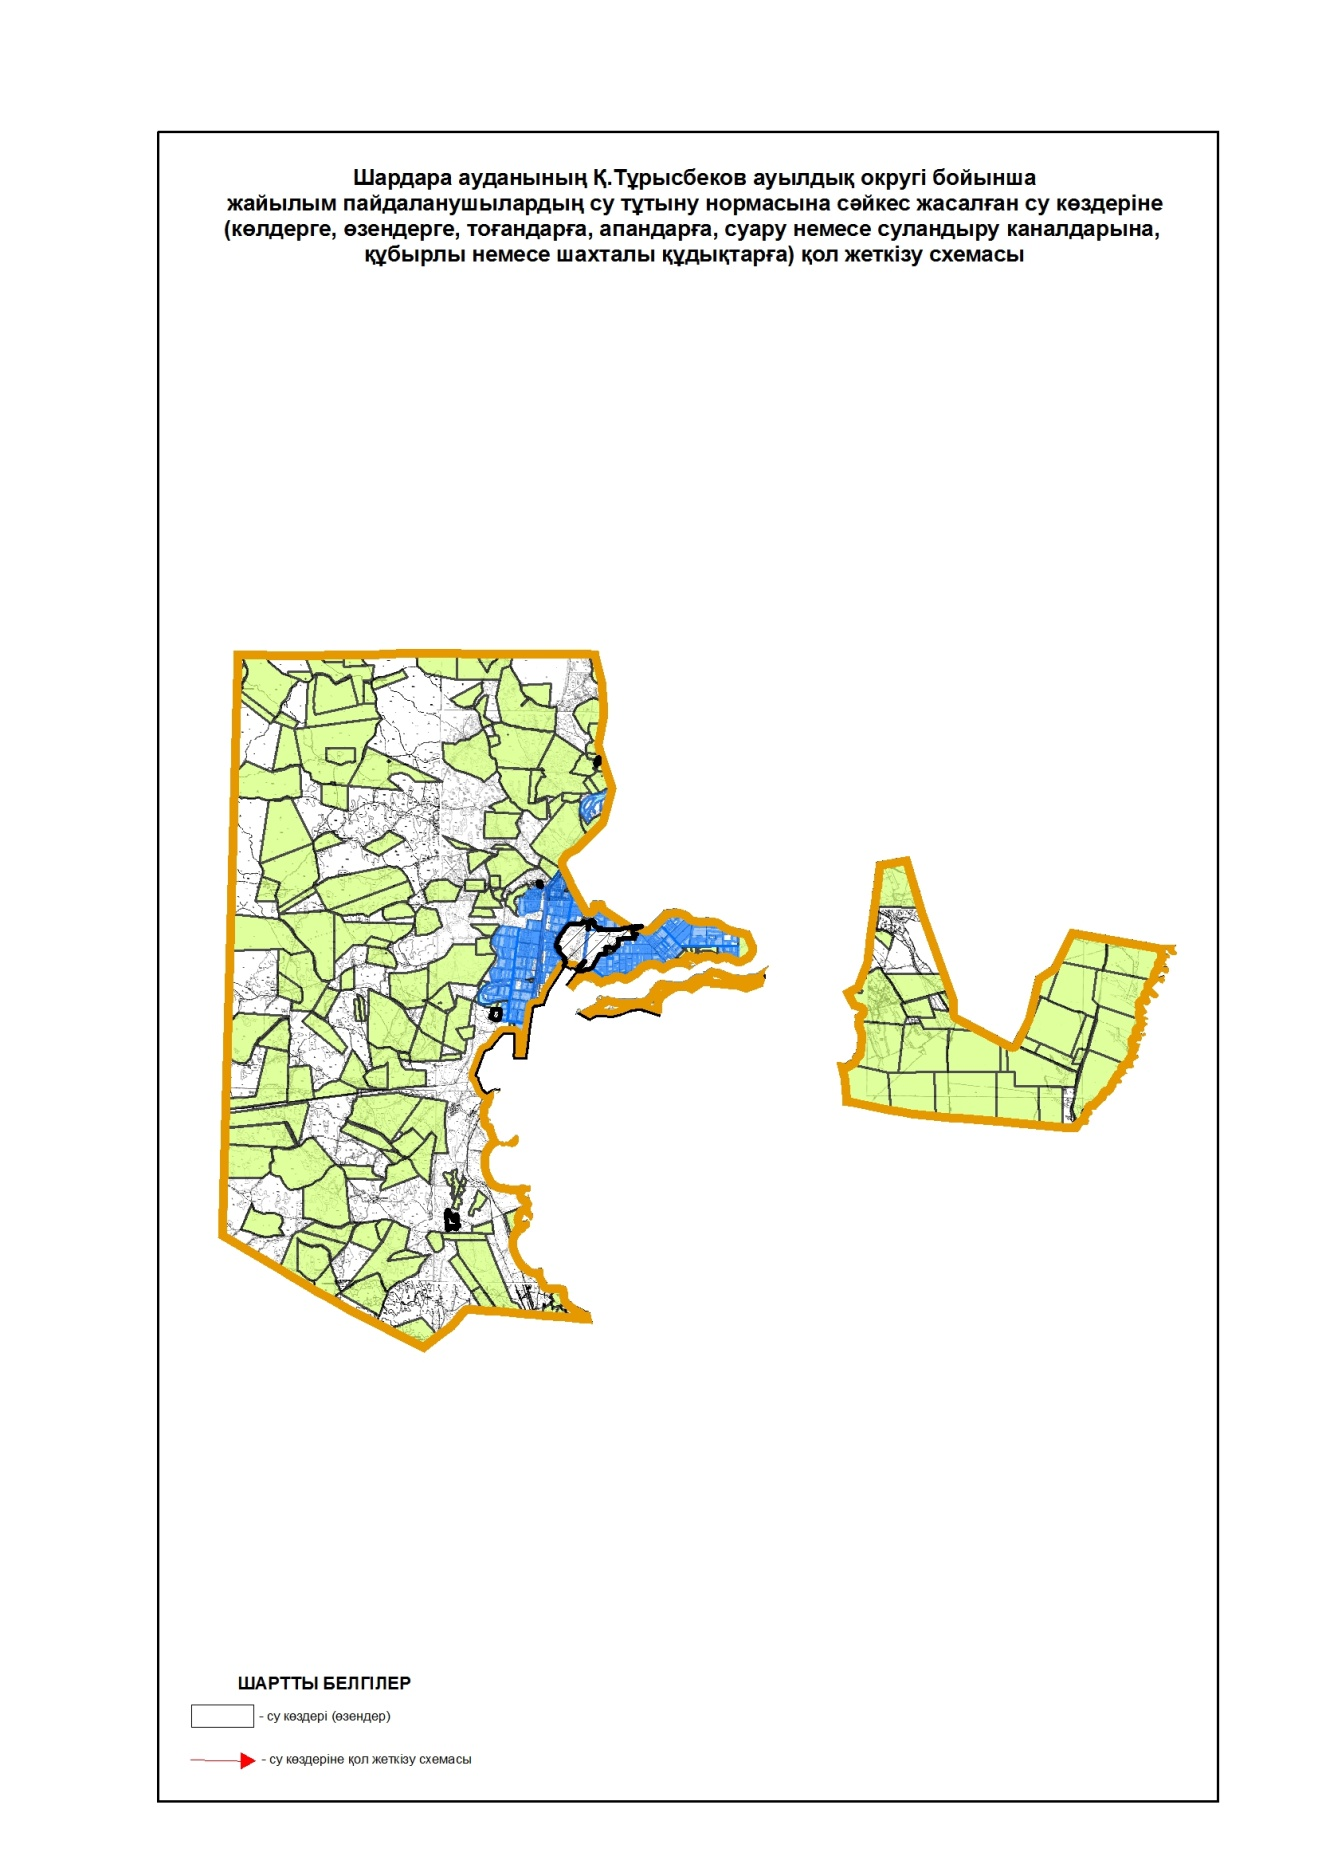 Шардара ауданының Қ.Тұрысбеков ауылдық округі бойынша
жайылым пайдаланушылардың су тұтыну нормасына сәйкес жасалған су көздеріне
(көлдерге, өзендерге, тоғандарға, апандарға, суару немесе суландыру каналдарына,
құбырлы немесе шахталы құдықтарға) қол жеткізу схемасы
ШАРТТЫ БЕЛГІЛЕР
- су көздері (өзендер)
- су көздеріне қол жеткізу схемасы